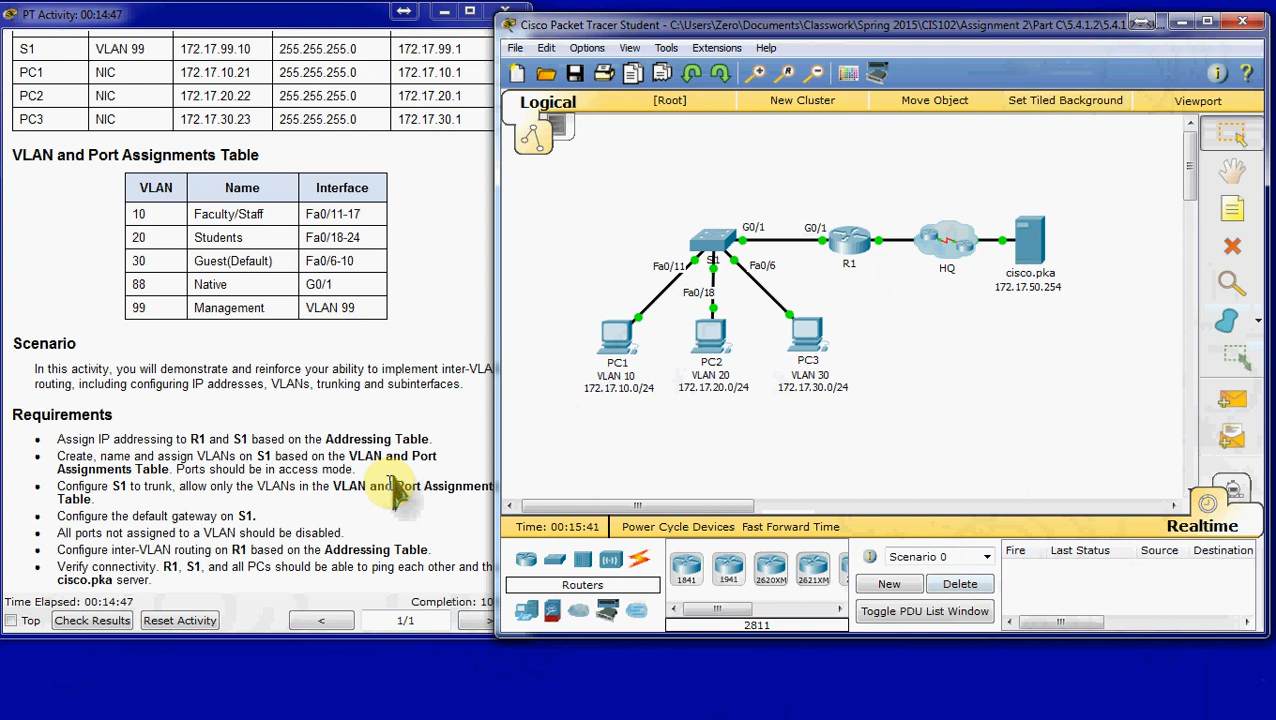 PT Activity: 00:14:47
S1 VLAN 99 172.17.99.10 255.255.255.0 172.17.99.1
PC1 NIC 172.17.10.21 255.255.255.0 172.17.10.1
PC2 NIC 172.17.20.22 255.255.255.0 172.17.20.1
PC3 NIC 172.17.30.23 255.255.255.0 172.17.30.1
VLAN and Port Assignments Table
VLAN Name Interface
10 Faculty/Staff Fa0/11-17
20 Students Fa0/18-24
30 Guest(Default) Fa0/6-10
88 Native G0/1
99 Management VLAN 99
Scenario
In this activity, you will demonstrate and reinforce your ability to implement inter-VLA
routing, including configuring IP addresses, VLANs, trunking and subinterfaces.
Requirements
• Assign IP addressing to R1 and S1 based on the Addressing Table.
• Create, name and assign VLANs on S1 based on the VLAN and Port
Assignments Table. Ports should be in access mode.
• Configure S1 to trunk, allow only the VLANs in the VLAN and Port Assignment
Table.
• Configure the default gateway on S1.
• All ports not assigned to a VLAN should be disabled.
• Configure inter-VLAN routing on R1 based on the Addressing Table.
• Verify connectivity. R1, S1, and all PCs should be able to ping each other and the
cisco.pka server.
Time Elapsed: 00:14:47 Completion: 10
Top Check Results Reset Activity < 1/1 >
Cisco Packet Tracer Student - C:\Users\Zero\Documents\Classwork\Spring 2015\CIS102\Assignment 2\Part C\5.4.1.2\5.4.1.2 - S
File Edit Options View Tools Extensions Help
Logical [Root] New Cluster Move Object Set Tiled Background Viewport
G0/1 G0/1
S1 R1 HQ cisco.pka
172.17.50.254
Fa0/11 Fa0/6
Fa0/18
PC1 PC2 PC3
VLAN 10 VLAN 20 VLAN 30
172.17.10.0/24 172.17.20.0/24 172.17.30.0/24
Time: 00:15:41 Power Cycle Devices Fast Forward Time Realtime
Routers
1841 1941 2620XM 2621XM
2811
Scenario 0
New Delete
Toggle PDU List Window
Fire Last Status Source Destination